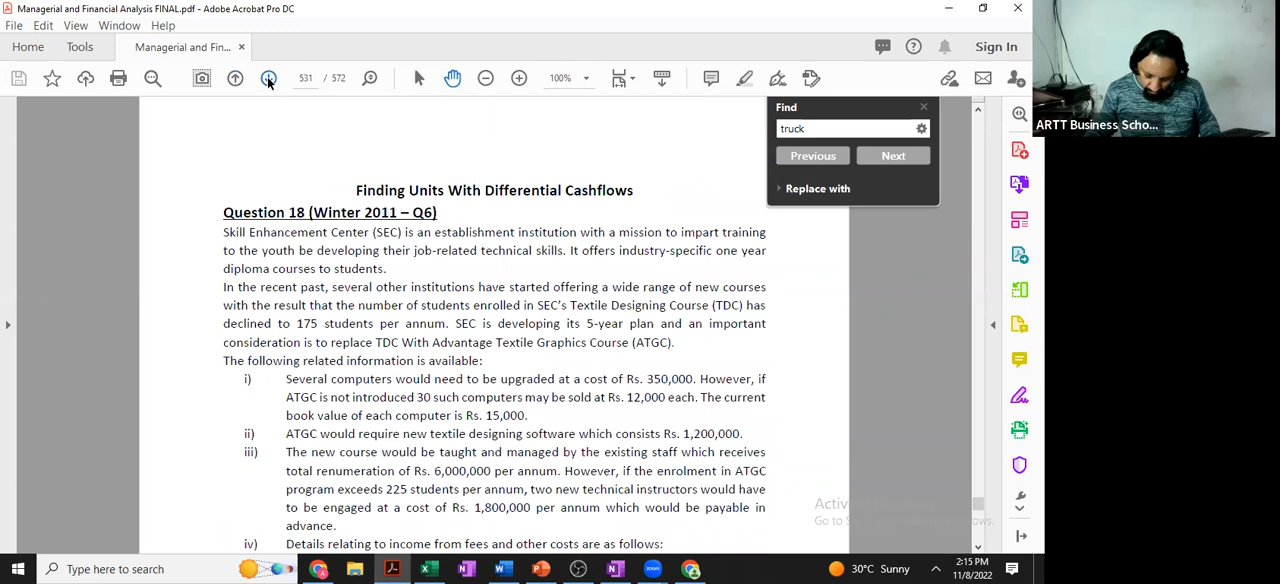 Managerial and Financial Analysis FINAL.pdf - Adobe Acrobat Pro DC
File Edit View Window Help
Home Tools Managerial and Fin... × Sign In
531 / 572 100%
Find
truck
Previous Next
Replace with
ARTT Business Scho...
Finding Units With Differential Cashflows
Question 18 (Winter 2011 – Q6)
Skill Enhancement Center (SEC) is an establishment institution with a mission to impart training
to the youth be developing their job-related technical skills. It offers industry-specific one year
diploma courses to students.
In the recent past, several other institutions have started offering a wide range of new courses
with the result that the number of students enrolled in SEC’s Textile Designing Course (TDC) has
declined to 175 students per annum. SEC is developing its 5-year plan and an important
consideration is to replace TDC With Advantage Textile Graphics Course (ATGC).
The following related information is available:
i) Several computers would need to be upgraded at a cost of Rs. 350,000. However, if
ATGC is not introduced 30 such computers may be sold at Rs. 12,000 each. The current
book value of each computer is Rs. 15,000.
ii) ATGC would require new textile designing software which consists Rs. 1,200,000.
iii) The new course would be taught and managed by the existing staff which receives
total renumeration of Rs. 6,000,000 per annum. However, if the enrolment in ATGC
program exceeds 225 students per annum, two new technical instructors would have
to be engaged at a cost of Rs. 1,800,000 per annum which would be payable in
advance.
iv) Details relating to income from fees and other costs are as follows:
Type here to search
30°C Sunny
2:15 PM
11/8/2022